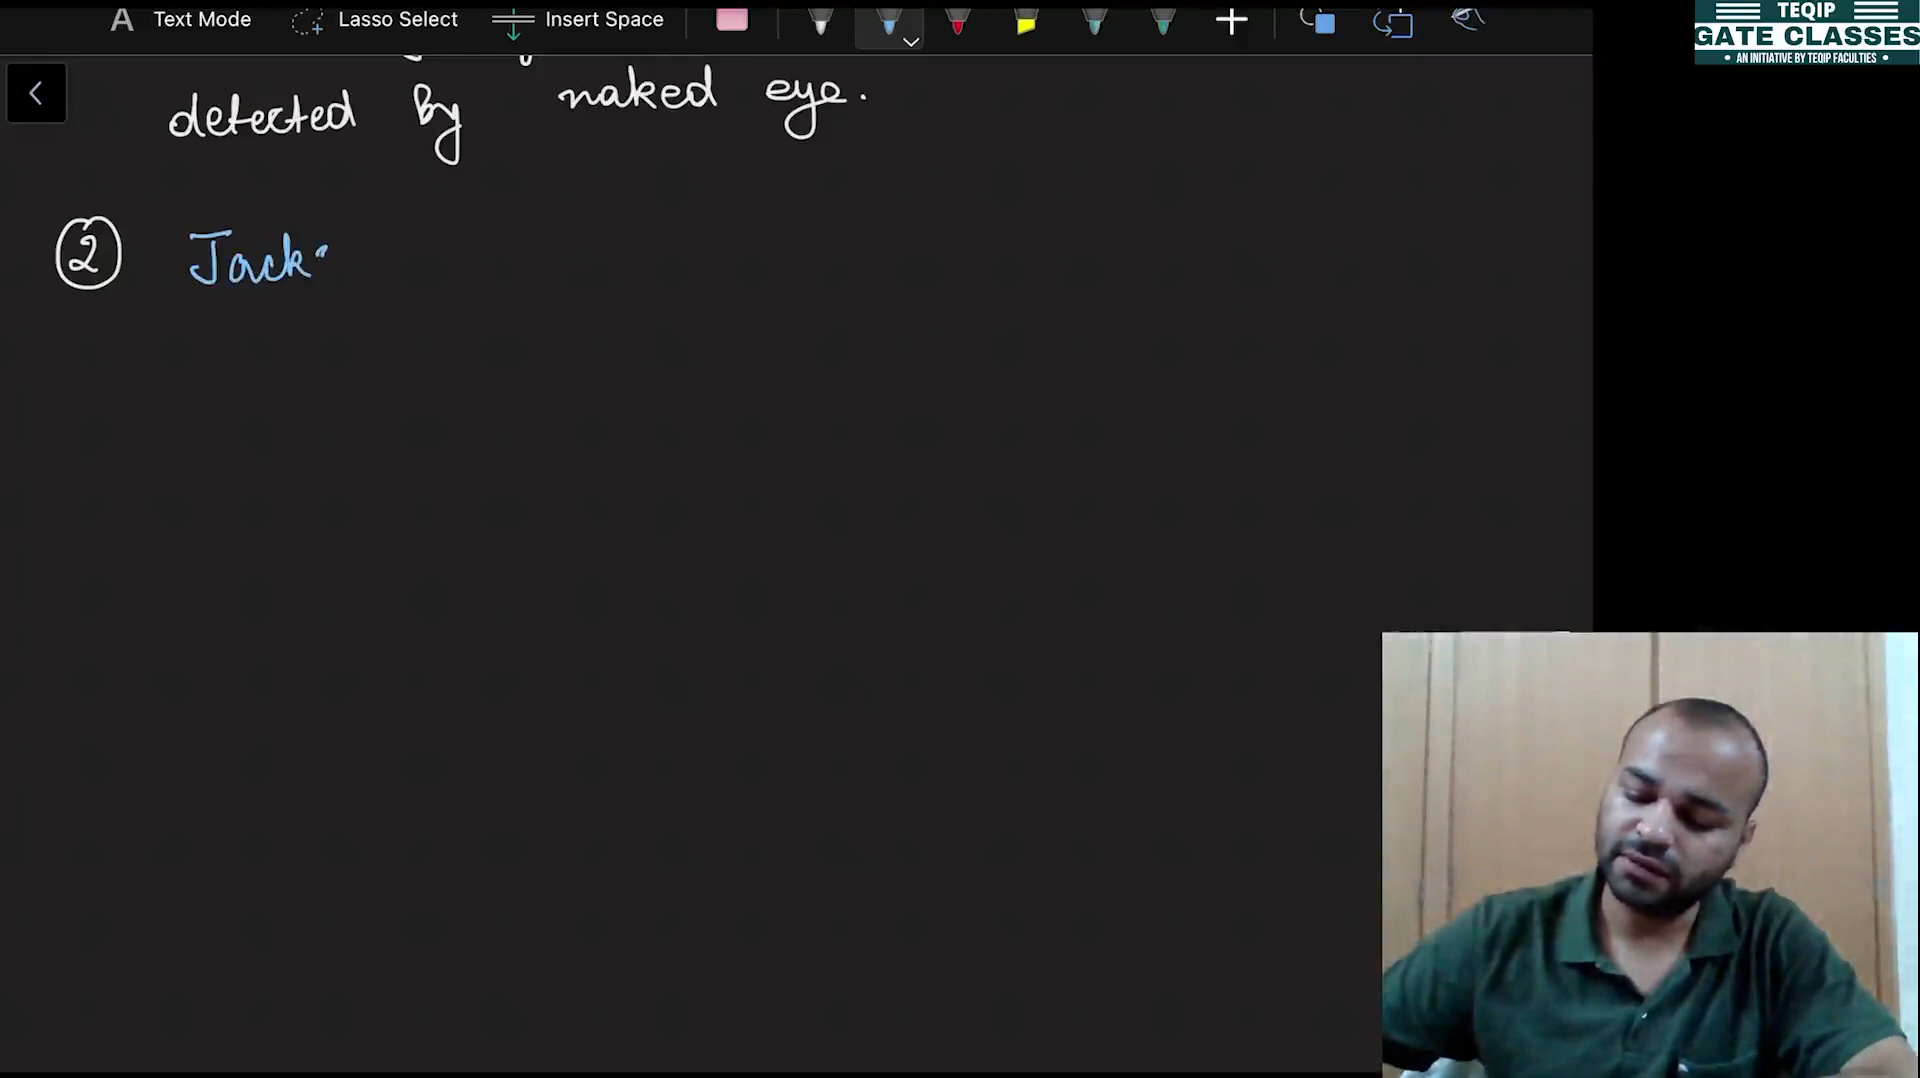 A Text Mode Lasso Select Insert Space
TEQIP
GATE CLASSES
• AN INITIATIVE BY TEQIP FACULTIES •
detected By naked eye.
2 Jack